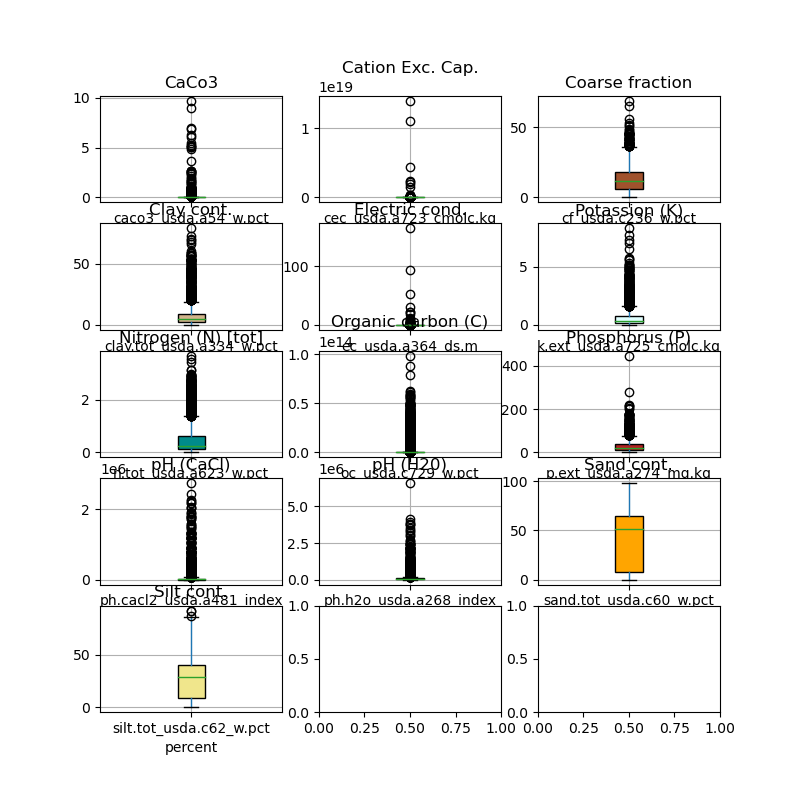 CaCo3
Cation Exc. Cap.
Coarse fraction
1e19
10
5
0
1
0
50
0
caco3_usda.a54_w.pct
cec_usda.a723_cmolc.kg
cf_usda.c236_w.pct
Clay cont.
Electric cond.
Potassion (K)
50
0
100
0
5
0
clay.tot_usda.a334_w.pct
ec_usda.a364_ds.m
k.ext_usda.a725_cmolc.kg
Nitrogen (N) [tot]
Organic carbon (C)
Phosphorus (P)
1e14
2
0
1.0
0.5
0.0
400
200
0
n.tot_usda.a623_w.pct
oc_usda.c729_w.pct
p.ext_usda.a274_mg.kg
pH (CaCl)
pH (H20)
Sand cont.
1e6
1e6
2
0
5.0
2.5
0.0
100
50
0
ph.cacl2_usda.a481_index
ph.h2o_usda.a268_index
sand.tot_usda.c60_w.pct
Silt cont.
50
0
1.0
0.5
0.0
1.0
0.5
0.0
silt.tot_usda.c62_w.pct
percent
0.00 0.25 0.50 0.75 1.00
0.00 0.25 0.50 0.75 1.00